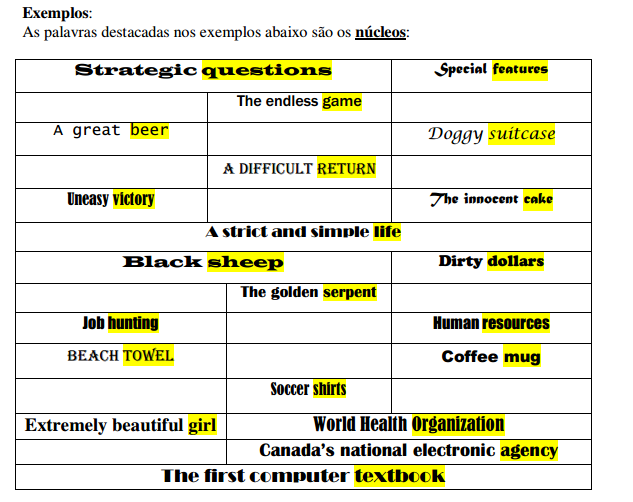 Exemplos:
As palavras destacadas nos exemplos abaixo são os núcleos:
Strategic questions Special features
The endless game
A great beer Doggy suitcase
A DIFFICULT RETURN
Uneasy victory The innocent cake
A strict and simple life
Black sheep Dirty dollars
The golden serpent
Job hunting Human resources
BEACH TOWEL Coffee mug
Soccer shirts
Extremely beautiful girl World Health Organization
Canada's national electronic agency
The first computer textbook